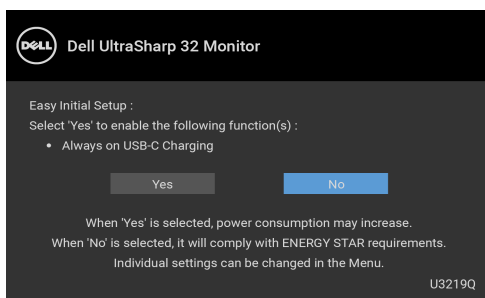 DELL
Dell UltraSharp 32 Monitor
Easy Initial Setup :
Select 'Yes' to enable the following function(s) :
• Always on USB-C Charging
Yes No
When 'Yes' is selected, power consumption may increase.
When 'No' is selected, it will comply with ENERGY STAR requirements.
Individual settings can be changed in the Menu.
U3219Q